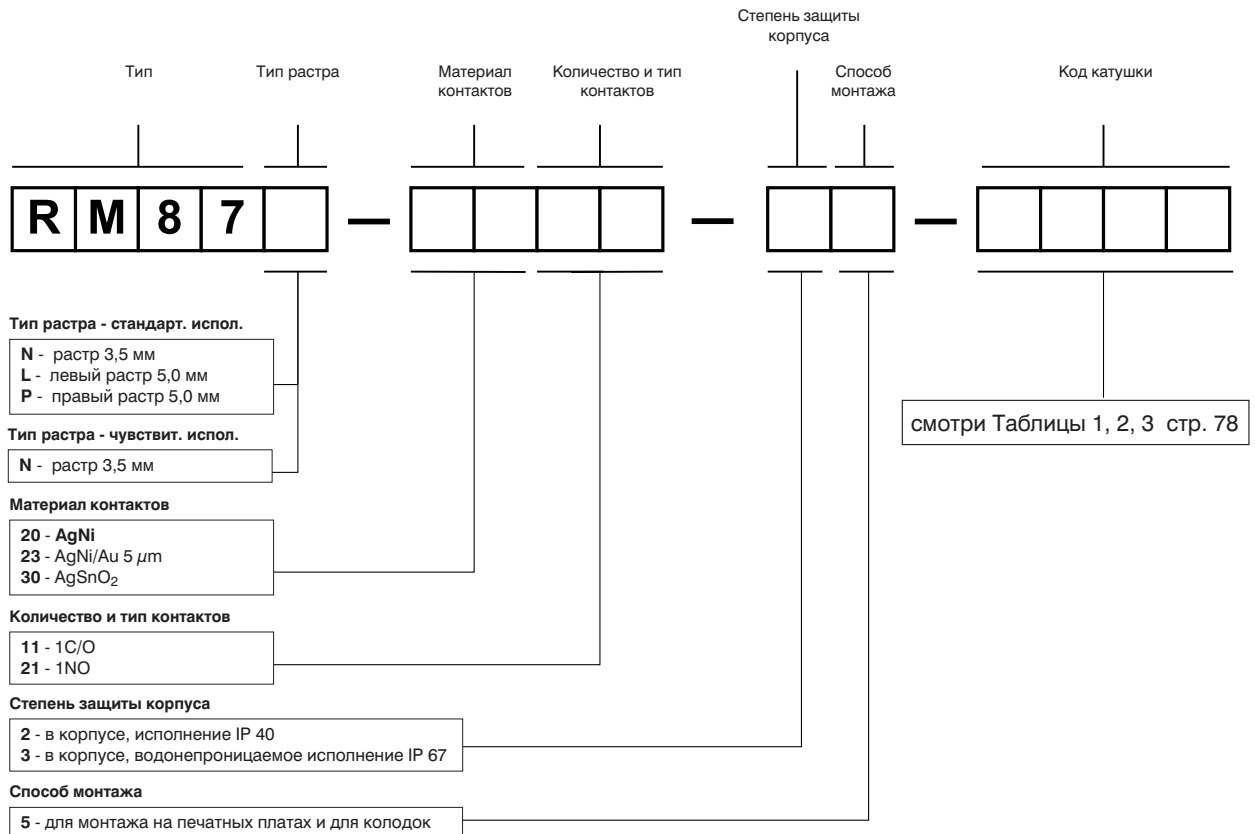 Степень защиты
корпуса
Тип
Тип растра
Материал
контактов
Количество и тип
контактов
Способ
монтажа
Код катушки
R M 8 7 — — —
Тип растра - стандарт. испол.
N - растр 3,5 мм
L - левый растр 5,0 мм
P - правый растр 5,0 мм
Тип растра - чувствит. испол.
N - растр 3,5 мм
смотри Таблицы 1, 2, 3 стр. 78
Материал контактов
20 - AgNi
23 - AgNi/Au 5 µm
30 - AgSnO₂
Количество и тип контактов
11 - 1C/O
21 - 1NO
Степень защиты корпуса
2 - в корпусе, исполнение IP 40
3 - в корпусе, водонепроницаемое исполнение IP 67
Способ монтажа
5 - для монтажа на печатных платах и для колодок